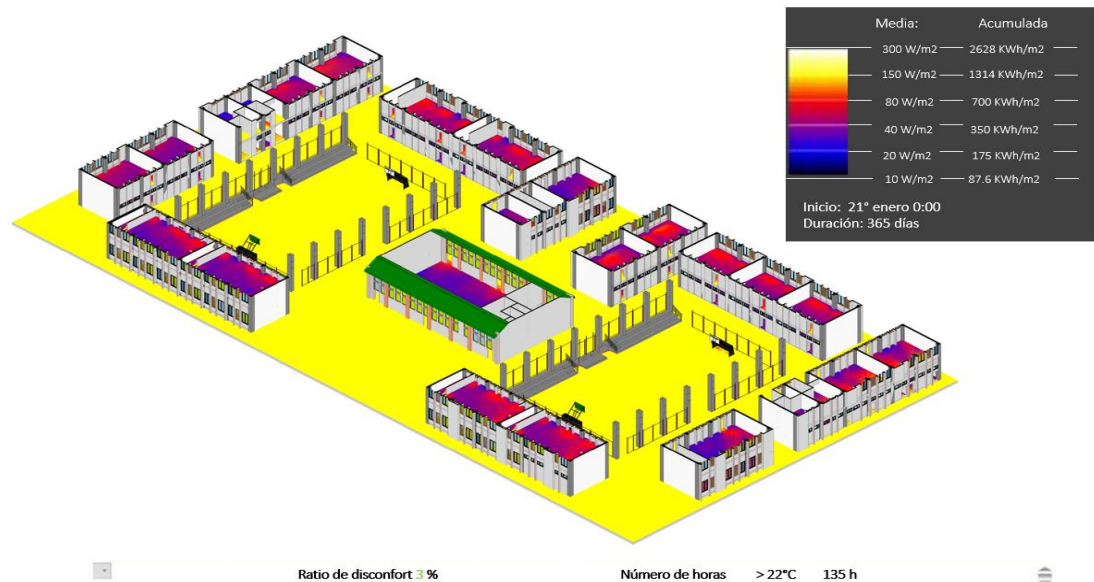 Media: Acumulada
300 W/m2 2628 KWh/m2
150 W/m2 1314 KWh/m2
80 W/m2 700 KWh/m2
40 W/m2 350 KWh/m2
20 W/m2 175 KWh/m2
10 W/m2 87.6 KWh/m2
Inicio: 21° enero 0:00
Duración: 365 días
Ratio de disconfort 3 % Número de horas > 22°C 135 h